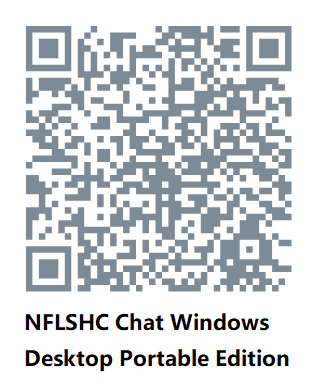 NFLSHC Chat Windows
Desktop Portable Edition